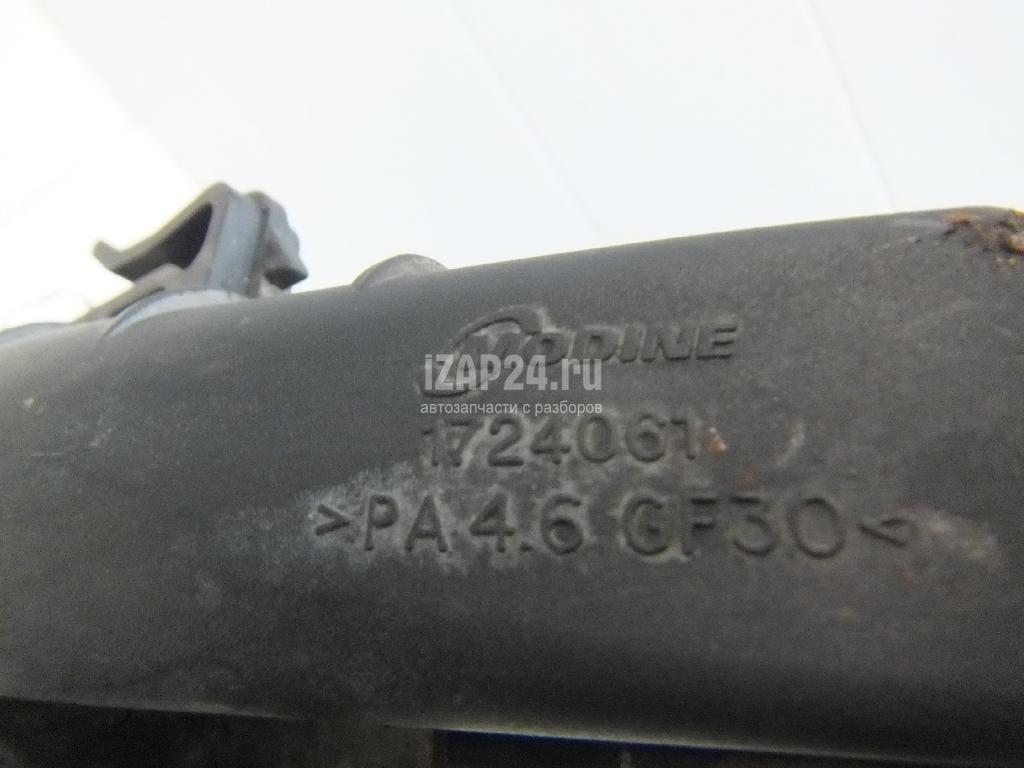 MODINE
iZAP24.ru
автозапчасти с разборов
1724061
>PA 4.6 GF30<